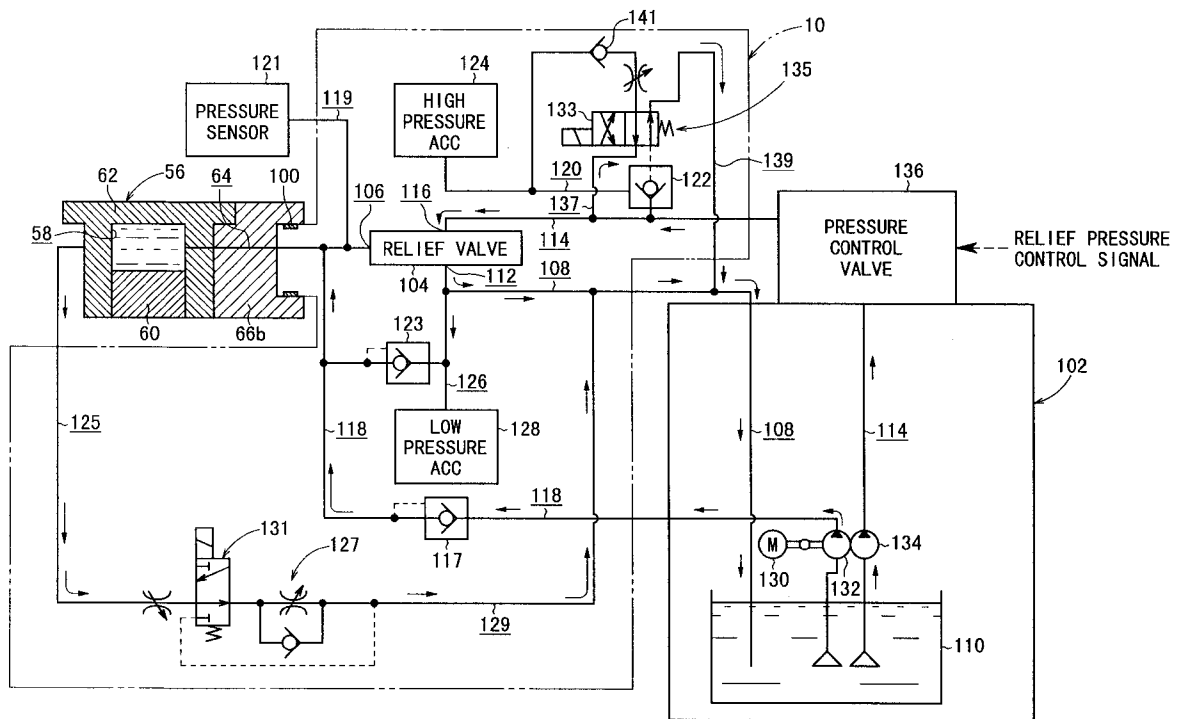 141
10
121
124
135
PRESSURE
SENSOR
119
HIGH
PRESSURE
ACC
133
139
62
56
64
100
106
116
120
122
137
136
58
RELIEF VALVE
114
PRESSURE
CONTROL
VALVE
RELIEF PRESSURE
CONTROL SIGNAL
104
112
108
60
66b
123
126
102
125
118
LOW
PRESSURE
ACC
128
108
114
118
131
127
117
M
130
132
134
129
110